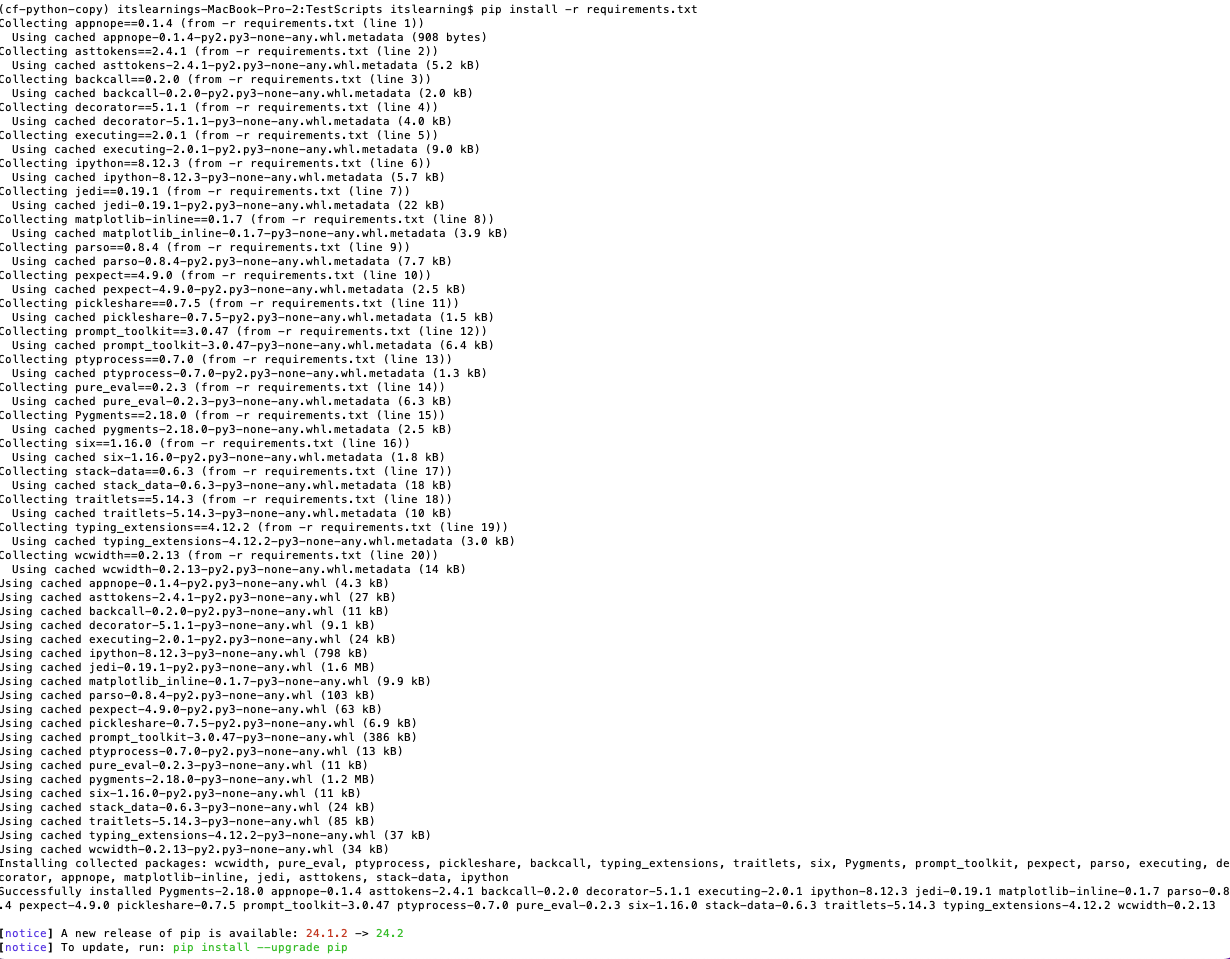 (cf-python-copy) itslearnings-MacBook-Pro-2:TestScripts itslearning$ pip install -r requirements.txt
Collecting appnope==0.1.4 (from -r requirements.txt (line 1))
  Using cached appnope-0.1.4-py2.py3-none-any.whl.metadata (908 bytes)
Collecting asttokens==2.4.1 (from -r requirements.txt (line 2))
  Using cached asttokens-2.4.1-py2.py3-none-any.whl.metadata (5.2 kB)
Collecting backcall==0.2.0 (from -r requirements.txt (line 3))
  Using cached backcall-0.2.0-py2.py3-none-any.whl.metadata (2.0 kB)
Collecting decorator==5.1.1 (from -r requirements.txt (line 4))
  Using cached decorator-5.1.1-py3-none-any.whl.metadata (4.0 kB)
Collecting executing==2.0.1 (from -r requirements.txt (line 5))
  Using cached executing-2.0.1-py2.py3-none-any.whl.metadata (9.0 kB)
Collecting ipython==8.12.3 (from -r requirements.txt (line 6))
  Using cached ipython-8.12.3-py3-none-any.whl.metadata (5.7 kB)
Collecting jedi==0.19.1 (from -r requirements.txt (line 7))
  Using cached jedi-0.19.1-py2.py3-none-any.whl.metadata (22 kB)
Collecting matplotlib-inline==0.1.7 (from -r requirements.txt (line 8))
  Using cached matplotlib_inline-0.1.7-py3-none-any.whl.metadata (3.9 kB)
Collecting parso==0.8.4 (from -r requirements.txt (line 9))
  Using cached parso-0.8.4-py2.py3-none-any.whl.metadata (7.7 kB)
Collecting pexpect==4.9.0 (from -r requirements.txt (line 10))
  Using cached pexpect-4.9.0-py2.py3-none-any.whl.metadata (2.5 kB)
Collecting pickleshare==0.7.5 (from -r requirements.txt (line 11))
  Using cached pickleshare-0.7.5-py2.py3-none-any.whl.metadata (1.5 kB)
Collecting prompt_toolkit==3.0.47 (from -r requirements.txt (line 12))
  Using cached prompt_toolkit-3.0.47-py3-none-any.whl.metadata (6.4 kB)
Collecting ptyprocess==0.7.0 (from -r requirements.txt (line 13))
  Using cached ptyprocess-0.7.0-py2.py3-none-any.whl.metadata (1.3 kB)
Collecting pure_eval==0.2.3 (from -r requirements.txt (line 14))
  Using cached pure_eval-0.2.3-py3-none-any.whl.metadata (6.3 kB)
Collecting Pygments==2.18.0 (from -r requirements.txt (line 15))
  Using cached pygments-2.18.0-py3-none-any.whl.metadata (2.5 kB)
Collecting six==1.16.0 (from -r requirements.txt (line 16))
  Using cached six-1.16.0-py2.py3-none-any.whl.metadata (1.8 kB)
Collecting stack-data==0.6.3 (from -r requirements.txt (line 17))
  Using cached stack_data-0.6.3-py3-none-any.whl.metadata (18 kB)
Collecting traitlets==5.14.3 (from -r requirements.txt (line 18))
  Using cached traitlets-5.14.3-py3-none-any.whl.metadata (10 kB)
Collecting typing_extensions==4.12.2 (from -r requirements.txt (line 19))
  Using cached typing_extensions-4.12.2-py3-none-any.whl.metadata (3.0 kB)
Collecting wcwidth==0.2.13 (from -r requirements.txt (line 20))
  Using cached wcwidth-0.2.13-py2.py3-none-any.whl.metadata (14 kB)
Using cached appnope-0.1.4-py2.py3-none-any.whl (4.3 kB)
Using cached asttokens-2.4.1-py2.py3-none-any.whl (27 kB)
Using cached backcall-0.2.0-py2.py3-none-any.whl (11 kB)
Using cached decorator-5.1.1-py3-none-any.whl (9.1 kB)
Using cached executing-2.0.1-py2.py3-none-any.whl (24 kB)
Using cached ipython-8.12.3-py3-none-any.whl (798 kB)
Using cached jedi-0.19.1-py2.py3-none-any.whl (1.6 MB)
Using cached matplotlib_inline-0.1.7-py3-none-any.whl (9.9 kB)
Using cached parso-0.8.4-py2.py3-none-any.whl (103 kB)
Using cached pexpect-4.9.0-py2.py3-none-any.whl (63 kB)
Using cached pickleshare-0.7.5-py2.py3-none-any.whl (6.9 kB)
Using cached prompt_toolkit-3.0.47-py3-none-any.whl (386 kB)
Using cached ptyprocess-0.7.0-py2.py3-none-any.whl (13 kB)
Using cached pure_eval-0.2.3-py3-none-any.whl (11 kB)
Using cached pygments-2.18.0-py3-none-any.whl (1.2 MB)
Using cached six-1.16.0-py2.py3-none-any.whl (11 kB)
Using cached stack_data-0.6.3-py3-none-any.whl (24 kB)
Using cached traitlets-5.14.3-py3-none-any.whl (85 kB)
Using cached typing_extensions-4.12.2-py3-none-any.whl (37 kB)
Using cached wcwidth-0.2.13-py2.py3-none-any.whl (34 kB)
Installing collected packages: wcwidth, pure_eval, ptyprocess, pickleshare, backcall, typing_extensions, traitlets, six, Pygments, prompt_toolkit, pexpect, parso, executing, de
corator, appnope, matplotlib-inline, jedi, asttokens, stack-data, ipython
Successfully installed Pygments-2.18.0 appnope-0.1.4 asttokens-2.4.1 backcall-0.2.0 decorator-5.1.1 executing-2.0.1 ipython-8.12.3 jedi-0.19.1 matplotlib-inline-0.1.7 parso-0.8
.4 pexpect-4.9.0 pickleshare-0.7.5 prompt_toolkit-3.0.47 ptyprocess-0.7.0 pure_eval-0.2.3 six-1.16.0 stack-data-0.6.3 traitlets-5.14.3 typing_extensions-4.12.2 wcwidth-0.2.13

[notice] A new release of pip is available: 24.1.2 -> 24.2
[notice] To update, run: pip install --upgrade pip